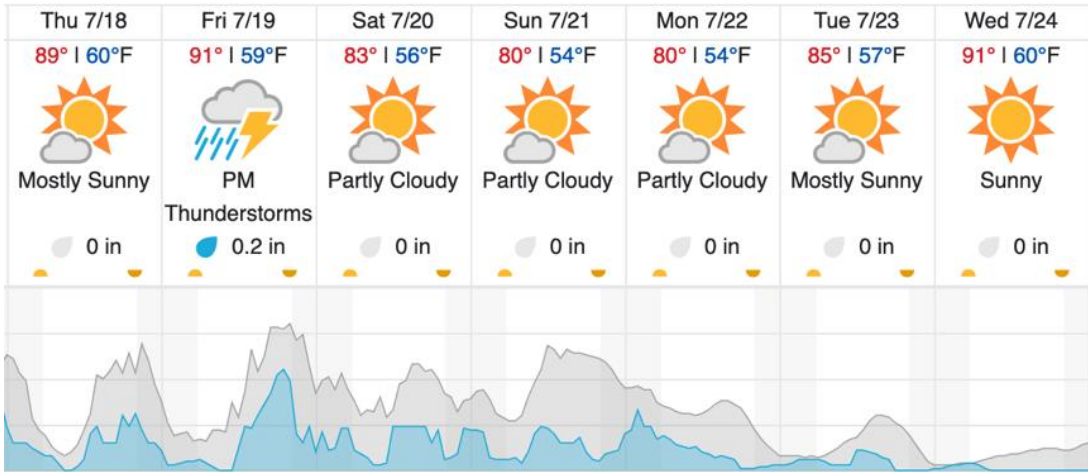 Thu 7/18 Fri 7/19 Sat 7/20 Sun 7/21 Mon 7/22 Tue 7/23 Wed 7/24
89° | 60°F 91° | 59°F 83° | 56°F 80° | 54°F 80° | 54°F 85° | 57°F 91° | 60°F
Mostly Sunny PM Partly Cloudy Partly Cloudy Partly Cloudy Mostly Sunny Sunny
Thunderstorms
0 in 0.2 in 0 in 0 in 0 in 0 in 0 in